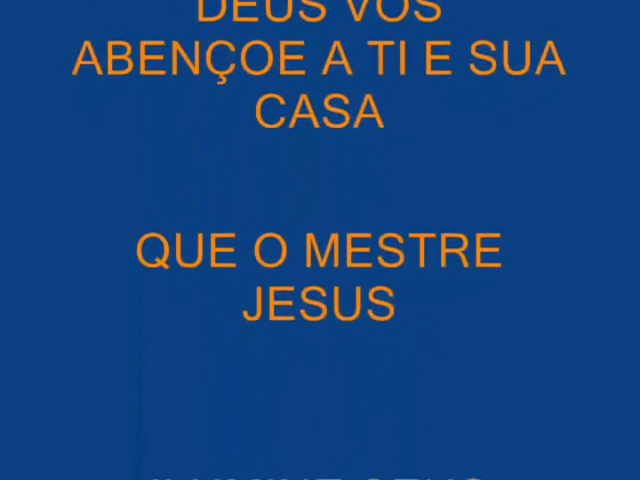 DEUS VOS
ABENÇOE A TI E SUA
CASA
QUE O MESTRE
JESUS